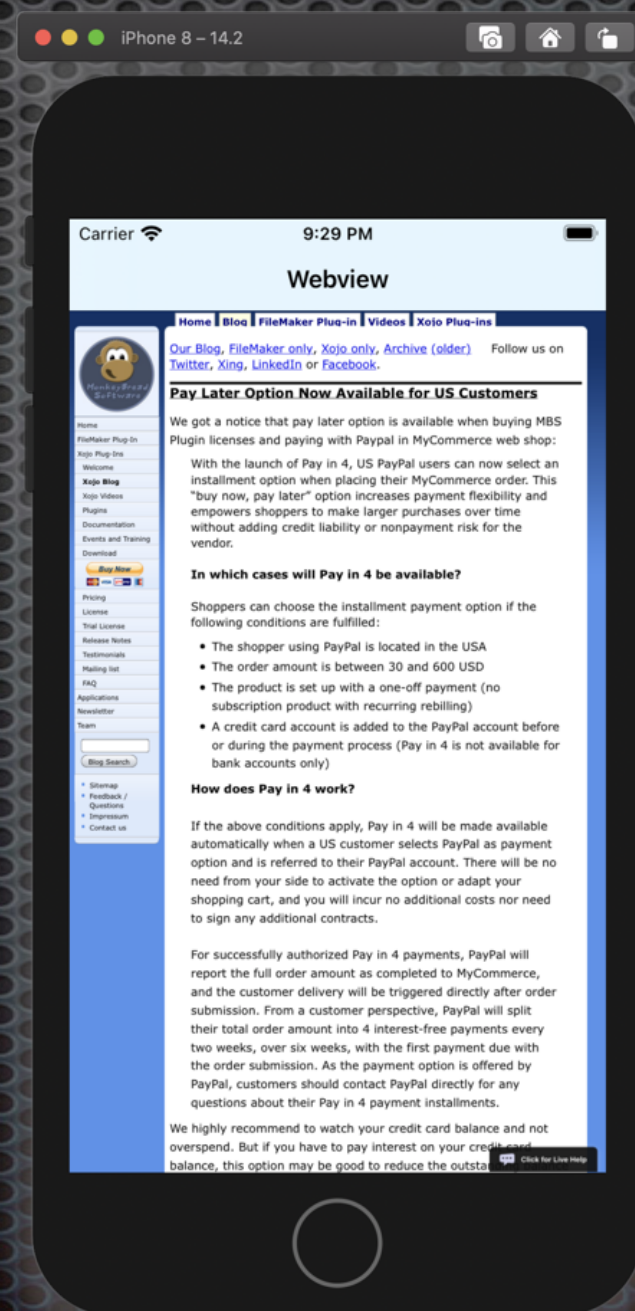 iPhone 8 – 14.2
Carrier
9:29 PM
Webview
Home Blog FileMaker Plug-in Videos Xojo Plug-ins
MonkeyBread
Software
Home
FileMaker Plug-In
Xojo Plug-Ins
Welcome
Xojo Blog
Xojo Videos
Plugins
Documentation
Events and Training
Download
Buy Now
Pricing
License
Trial License
Release Notes
Testimonials
Mailing list
FAQ
Applications
Newsletter
Team
Blog Search
Sitemap
Feedback /
Questions
Impressum
Contact us
Our Blog, FileMaker only, Xojo only, Archive (older) Follow us on
Twitter, Xing, LinkedIn or Facebook.
Pay Later Option Now Available for US Customers
We got a notice that pay later option is available when buying MBS
Plugin licenses and paying with Paypal in MyCommerce web shop:
With the launch of Pay in 4, US PayPal users can now select an
installment option when placing their MyCommerce order. This
"buy now, pay later" option increases payment flexibility and
empowers shoppers to make larger purchases over time
without adding credit liability or nonpayment risk for the
vendor.
In which cases will Pay in 4 be available?
Shoppers can choose the installment payment option if the
following conditions are fulfilled:
• The shopper using PayPal is located in the USA
• The order amount is between 30 and 600 USD
• The product is set up with a one-off payment (no
subscription product with recurring rebilling)
• A credit card account is added to the PayPal account before
or during the payment process (Pay in 4 is not available for
bank accounts only)
How does Pay in 4 work?
If the above conditions apply, Pay in 4 will be made available
automatically when a US customer selects PayPal as payment
option and is referred to their PayPal account. There will be no
need from your side to activate the option or adapt your
shopping cart, and you will incur no additional costs nor need
to sign any additional contracts.
For successfully authorized Pay in 4 payments, PayPal will
report the full order amount as completed to MyCommerce,
and the customer delivery will be triggered directly after order
submission. From a customer perspective, PayPal will split
their total order amount into 4 interest-free payments every
two weeks, over six weeks, with the first payment due with
the order submission. As the payment option is offered by
PayPal, customers should contact PayPal directly for any
questions about their Pay in 4 payment installments.
We highly recommend to watch your credit card balance and not
overspend. But if you have to pay interest on your credit card
balance, this option may be good to reduce the
Click for Live Help